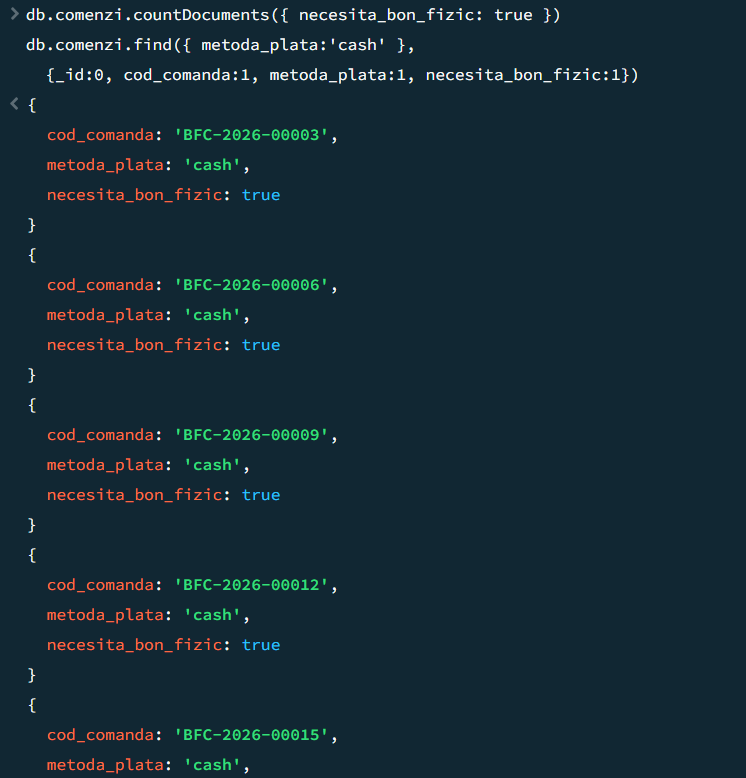 > db.comenzi.countDocuments({ necesita_bon_fizic: true })
db.comenzi.find({ metoda_plata:'cash' },
{_id:0, cod_comanda:1, metoda_plata:1, necesita_bon_fizic:1})
< {
cod_comanda: 'BFC-2026-00003',
metoda_plata: 'cash',
necesita_bon_fizic: true
}
{
cod_comanda: 'BFC-2026-00006',
metoda_plata: 'cash',
necesita_bon_fizic: true
}
{
cod_comanda: 'BFC-2026-00009',
metoda_plata: 'cash',
necesita_bon_fizic: true
}
{
cod_comanda: 'BFC-2026-00012',
metoda_plata: 'cash',
necesita_bon_fizic: true
}
{
cod_comanda: 'BFC-2026-00015',
metoda_plata: 'cash',